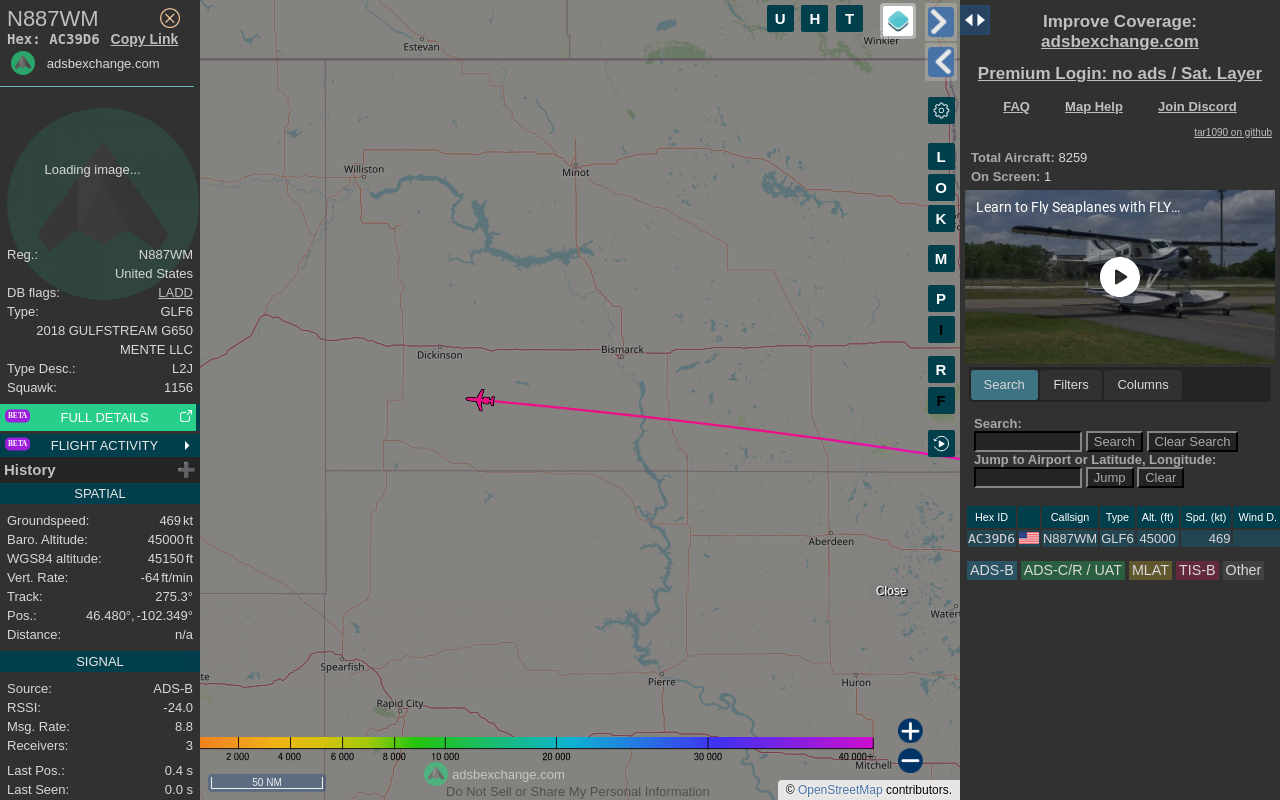 N887WM
Hex: AC39D6 Copy Link
adsbexchange.com
Loading image...
Reg.: N887WM
United States
DB flags: LADD
Type: GLF6
2018 GULFSTREAM G650
MENTE LLC
Type Desc.: L2J
Squawk: 1156
BETA FULL DETAILS
BETA FLIGHT ACTIVITY
History
SPATIAL
Groundspeed: 469 kt
Baro. Altitude: 45000 ft
WGS84 altitude: 45150 ft
Vert. Rate: -64 ft/min
Track: 275.3°
Pos.: 46.480°, -102.349°
Distance: n/a
SIGNAL
Source: ADS-B
RSSI: -24.0
Msg. Rate: 8.8
Receivers: 3
Last Pos.: 0.4 s
Last Seen: 0.0 s
U H T
Estevan
Winkler
Williston
Minot
Dickinson
Bismarck
Aberdeen
Close
Watert
Spearfish
Pierre
Huron
te
Rapid City
Mitchell
L
O
K
M
P
I
R
F
2 000 4 000 6 000 8 000 10 000 20 000 30 000 40 000+
50 NM
adsbexchange.com
Do Not Sell or Share My Personal Information
© OpenStreetMap contributors.
Improve Coverage:
adsbexchange.com
Premium Login: no ads / Sat. Layer
FAQ Map Help Join Discord
tar1090 on github
Total Aircraft: 8259
On Screen: 1
Learn to Fly Seaplanes with FLY...
Search Filters Columns
Search:
Search Clear Search
Jump to Airport or Latitude, Longitude:
Jump Clear
Hex ID Callsign Type Alt. (ft) Spd. (kt) Wind D.
AC39D6 N887WM GLF6 45000 469
ADS-B ADS-C/R / UAT MLAT TIS-B Other